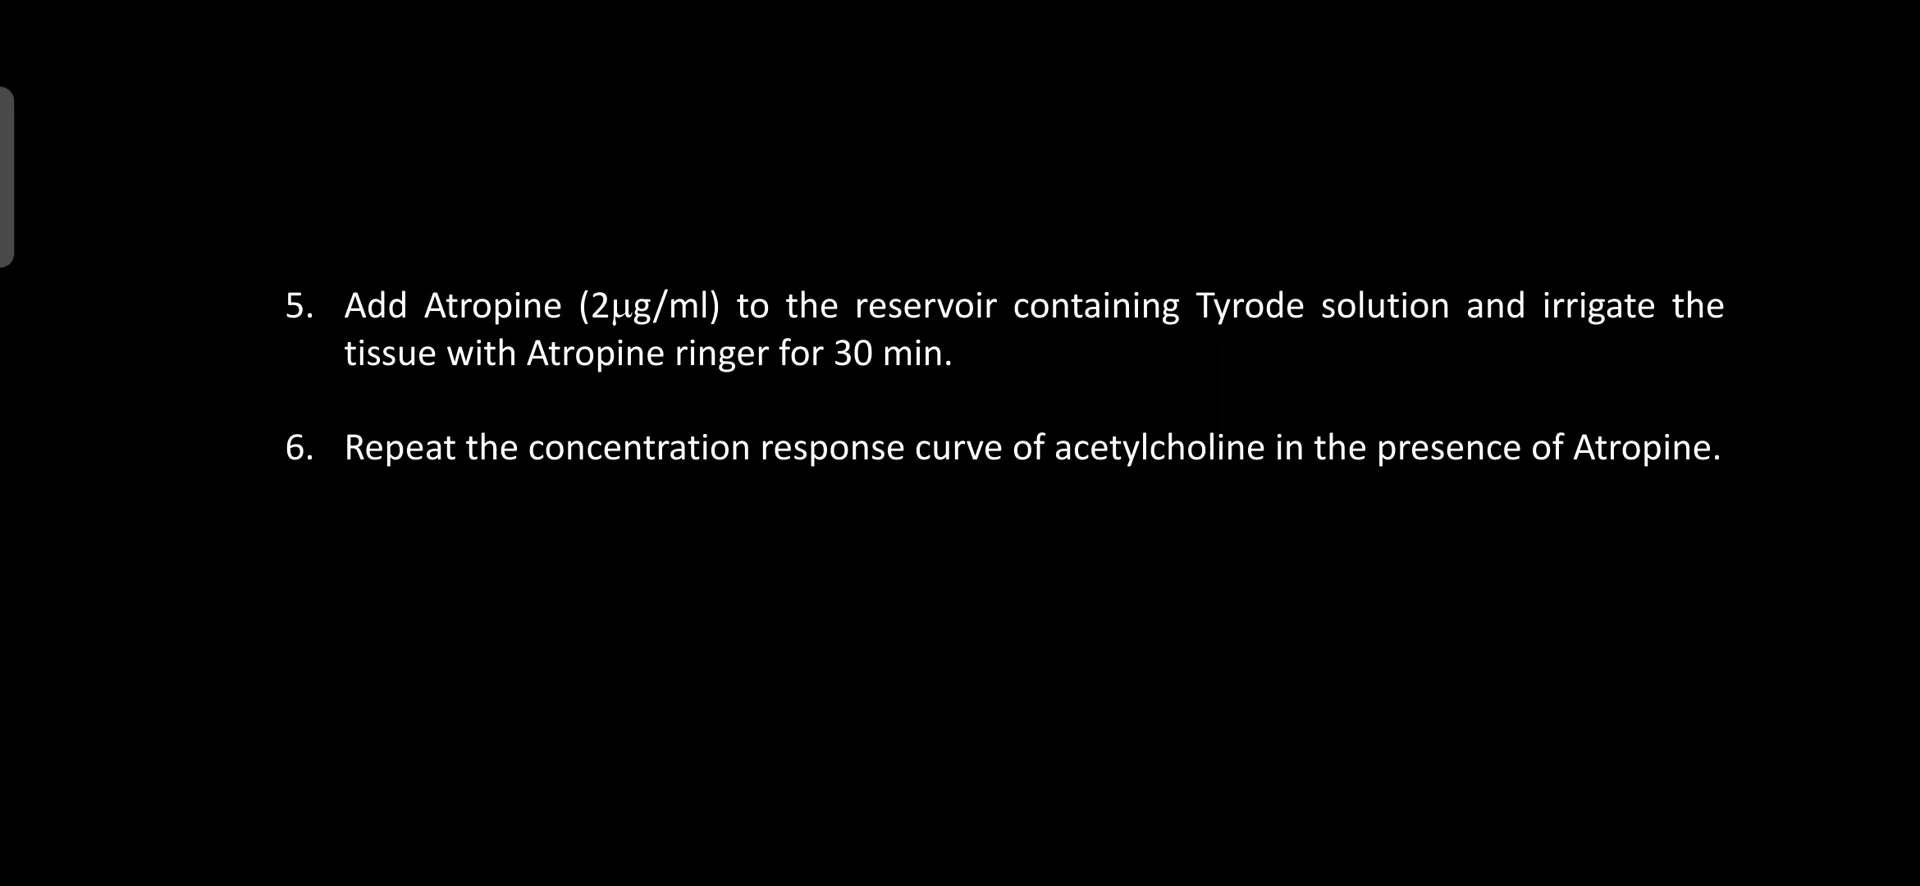 5. Add Atropine (2µg/ml) to the reservoir containing Tyrode solution and irrigate the
tissue with Atropine ringer for 30 min.
6. Repeat the concentration response curve of acetylcholine in the presence of Atropine.